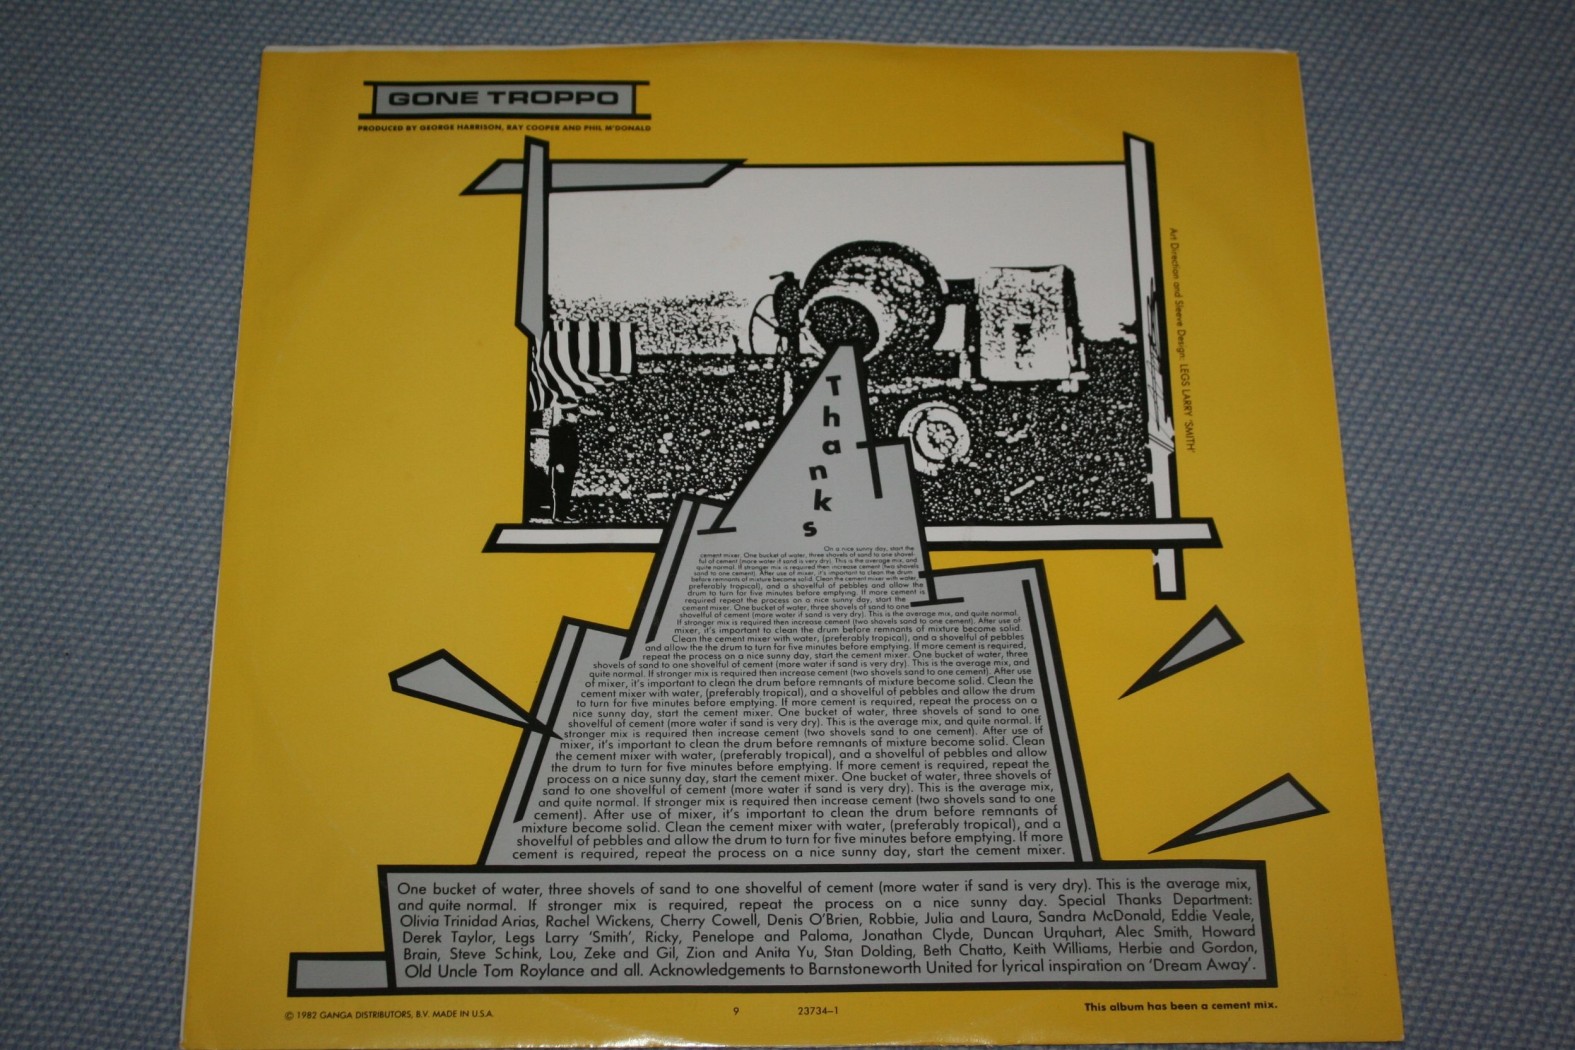 GONE TROPPO
PRODUCED BY GEORGE HARRISON, RAY COOPER AND PHIL M'DONALD
Art Direction and Sleeve Design: LEGS LARRY 'SMITH'
Thanks
On a nice sunny day, start the
cement mixer. One bucket of water, three shovels of sand to one shovel-
ful of cement (more water if sand is very dry). This is the average mix, and
quite normal. If stronger mix is required then increase cement (two shovels
sand to one cement). After use of mixer, it's important to clean the drum
before remnants of mixture become solid. Clean the cement mixer with water,
(preferably tropical), and a shovelful of pebbles and allow the
drum to turn for five minutes before emptying. If more cement is
required repeat the process on a nice sunny day, start the
cement mixer. One bucket of water, three shovels of sand to one
shovelful of cement (more water if sand is very dry). This is the average mix, and quite normal.
If stronger mix is required then increase cement (two shovels sand to one cement). After use of
mixer, it's important to clean the drum before remnants of mixture become solid.
Clean the cement mixer with water, (preferably tropical), and a shovelful of pebbles
and allow the the drum to turn for five minutes before emptying. If more cement is required,
repeat the process on a nice sunny day, start the cement mixer. One bucket of water, three
shovels of sand to one shovelful of cement (more water if sand is very dry). This is the average mix, and
quite normal. If stronger mix is required then increase cement (two shovels sand to one cement). After use
of mixer, it's important to clean the drum before remnants of mixture become solid. Clean the
cement mixer with water, (preferably tropical), and a shovelful of pebbles and allow the drum
to turn for five minutes before emptying. If more cement is required, repeat the process on a
nice sunny day, start the cement mixer. One bucket of water, three shovels of sand to one
shovelful of cement (more water if sand is very dry). This is the average mix, and quite normal. If
stronger mix is required then increase cement (two shovels sand to one cement). After use of
mixer, it's important to clean the drum before remnants of mixture become solid. Clean
the cement mixer with water, (preferably tropical), and a shovelful of pebbles and allow
the drum to turn for five minutes before emptying. If more cement is required, repeat the
process on a nice sunny day, start the cement mixer. One bucket of water, three shovels of
sand to one shovelful of cement (more water if sand is very dry). This is the average mix,
and quite normal. If stronger mix is required then increase cement (two shovels sand to one
cement). After use of mixer, it's important to clean the drum before remnants of
mixture become solid. Clean the cement mixer with water, (preferably tropical), and a
shovelful of pebbles and allow the drum to turn for five minutes before emptying. If more
cement is required, repeat the process on a nice sunny day, start the cement mixer.
One bucket of water, three shovels of sand to one shovelful of cement (more water if sand is very dry). This is the average mix,
and quite normal. If stronger mix is required, repeat the process on a nice sunny day. Special Thanks Department:
Olivia Trinidad Arias, Rachel Wickens, Cherry Cowell, Denis O'Brien, Robbie, Julia and Laura, Sandra McDonald, Eddie Veale,
Derek Taylor, Legs Larry 'Smith', Ricky, Penelope and Paloma, Jonathan Clyde, Duncan Urquhart, Alec Smith, Howard
Brain, Steve Schink, Lou, Zeke and Gil, Zion and Anita Yu, Stan Dolding, Beth Chatto, Keith Williams, Herbie and Gordon,
Old Uncle Tom Roylance and all. Acknowledgements to Barnstoneworth United for lyrical inspiration on 'Dream Away'.
© 1982 GANGA DISTRIBUTORS, B.V. MADE IN U.S.A.
9 23734-1
This album has been a cement mix.